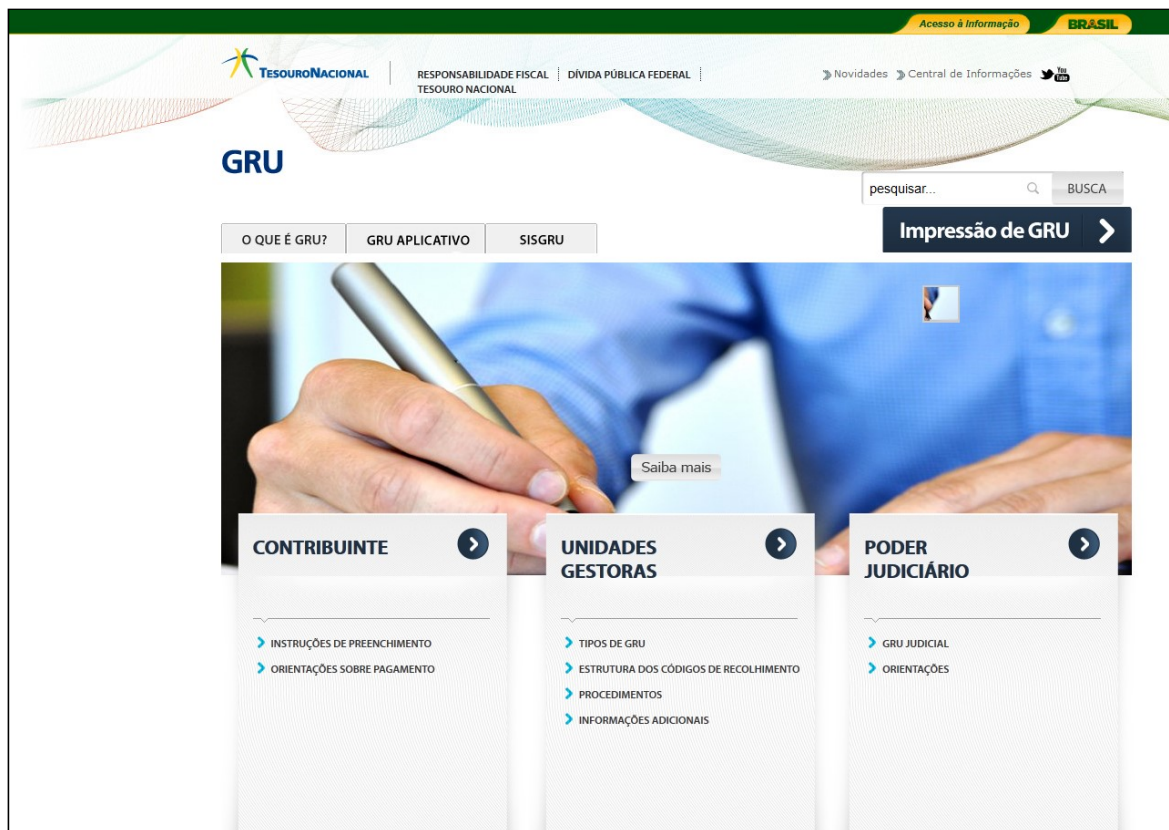 Acesso à Informação
BRASIL
TESOURONACIONAL
RESPONSABILIDADE FISCAL
DÍVIDA PÚBLICA FEDERAL
TESOURO NACIONAL
Novidades
Central de Informações
You Tube
GRU
pesquisar...
BUSCA
O QUE É GRU?
GRU APLICATIVO
SISGRU
Impressão de GRU
Saiba mais
CONTRIBUINTE
INSTRUÇÕES DE PREENCHIMENTO
ORIENTAÇÕES SOBRE PAGAMENTO
UNIDADES
GESTORAS
TIPOS DE GRU
ESTRUTURA DOS CÓDIGOS DE RECOLHIMENTO
PROCEDIMENTOS
INFORMAÇÕES ADICIONAIS
PODER
JUDICIÁRIO
GRU JUDICIAL
ORIENTAÇÕES